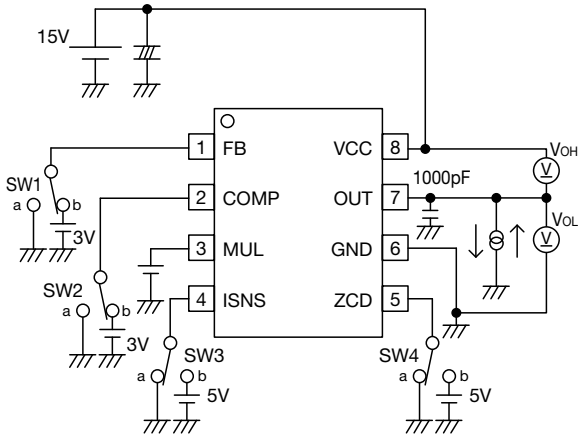 15V
1 FB VCC 8 VOH
1000pF
SW1 2 COMP OUT 7
a b VOL
3V 3 MUL GND 6
SW2 4 ISNS ZCD 5
a b
3V SW3 SW4
a b a b
5V 5V
V
V